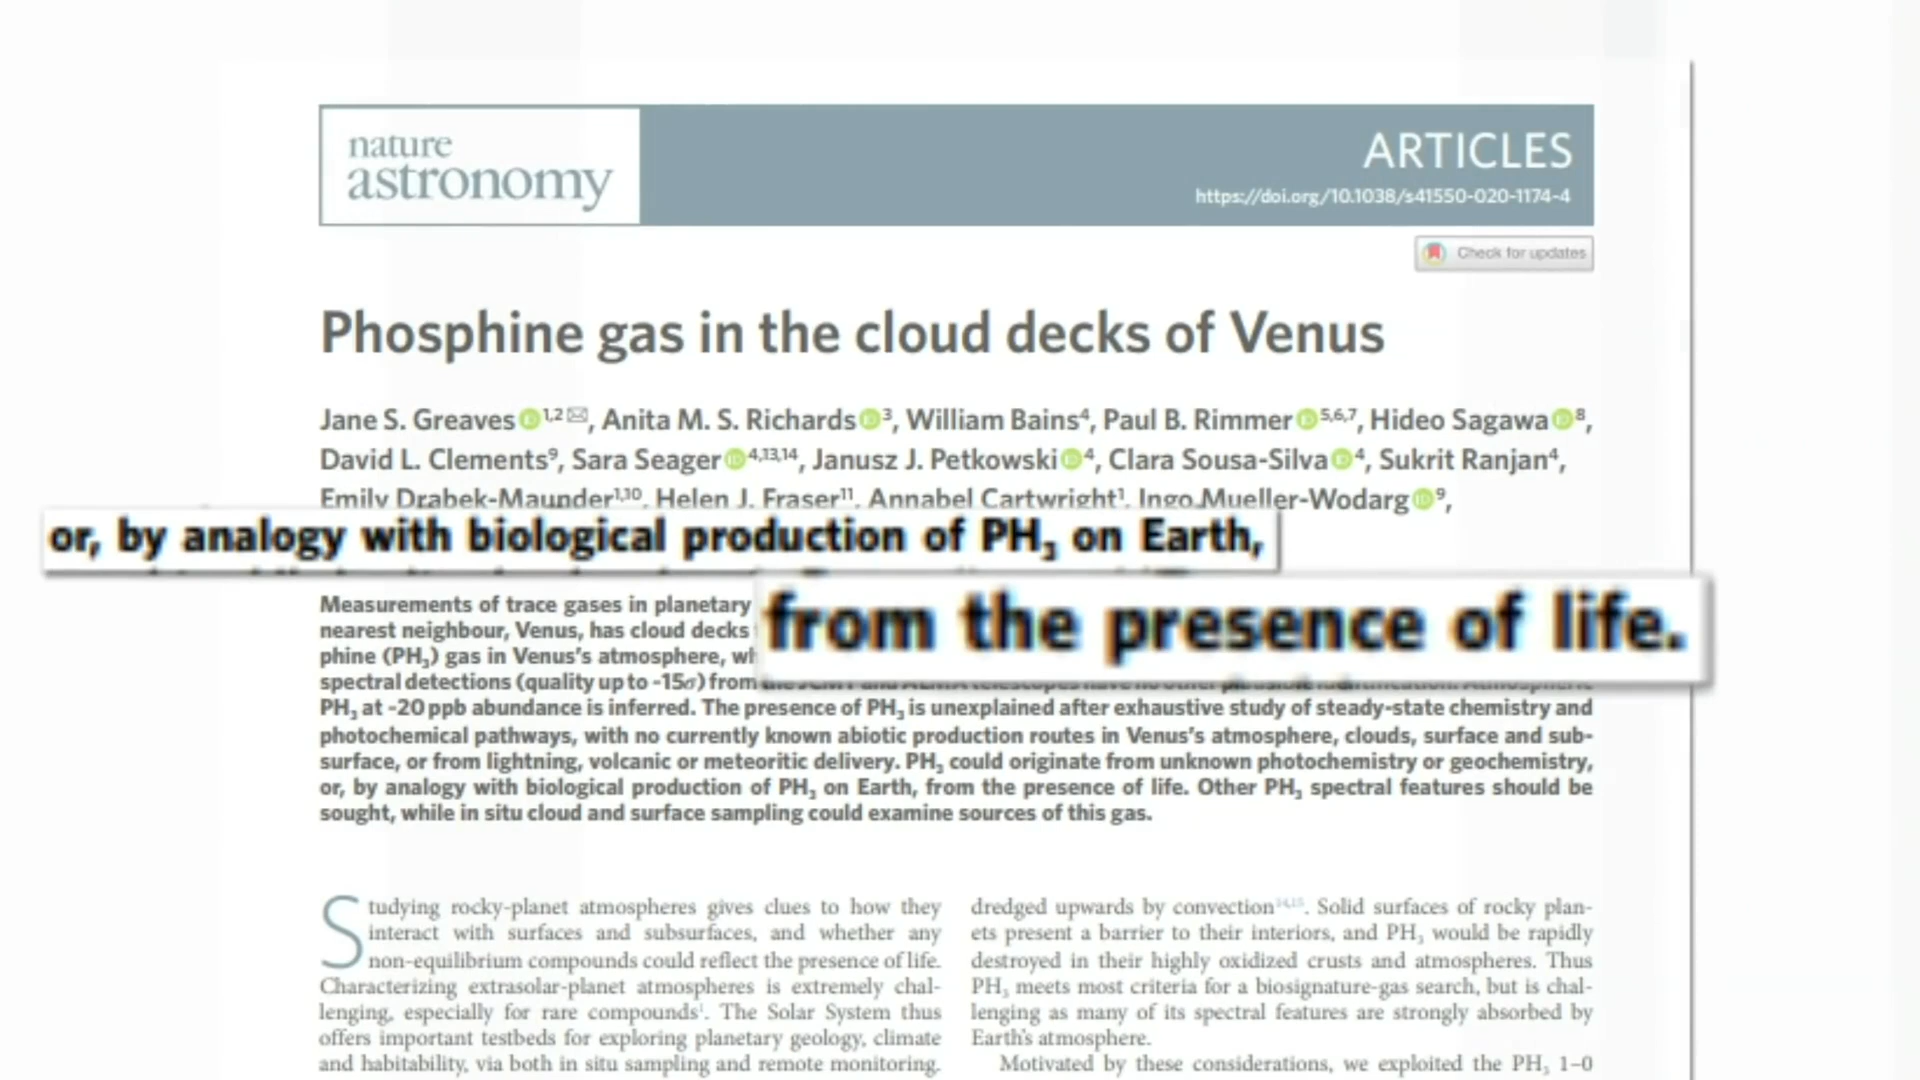 nature
astronomy
ARTICLES
https://doi.org/10.1038/s41550-020-1174-4
Check for updates
Phosphine gas in the cloud decks of Venus
Jane S. Greaves 1,2, Anita M. S. Richards 3, William Bains4, Paul B. Rimmer 5,6,7, Hideo Sagawa 8,
David L. Clements9, Sara Seager 4,13,14, Janusz J. Petkowski 4, Clara Sousa-Silva 4, Sukrit Ranjan4,
Emily Drabek-Maunder1,10, Helen J. Fraser11, Annabel Cartwright1, Ingo Mueller-Wodarg 9,
or, by analogy with biological production of PH3 on Earth,
from the presence of life.
Measurements of trace gases in planetary
nearest neighbour, Venus, has cloud decks
phine (PH3) gas in Venus's atmosphere,
spectral detections (quality up to ~15σ) from
PH3 at ~20 ppb abundance is inferred. The presence of PH3 is unexplained after exhaustive study of steady-state chemistry and
photochemical pathways, with no currently known abiotic production routes in Venus's atmosphere, clouds, surface and sub-
surface, or from lightning, volcanic or meteoritic delivery. PH3 could originate from unknown photochemistry or geochemistry,
or, by analogy with biological production of PH3 on Earth, from the presence of life. Other PH3 spectral features should be
sought, while in situ cloud and surface sampling could examine sources of this gas.
Studying rocky-planet atmospheres gives clues to how they
interact with surfaces and subsurfaces, and whether any
non-equilibrium compounds could reflect the presence of life.
Characterizing extrasolar-planet atmospheres is extremely chal-
lenging, especially for rare compounds1. The Solar System thus
offers important testbeds for exploring planetary geology, climate
and habitability, via both in situ sampling and remote monitoring.
dredged upwards by convection14,15. Solid surfaces of rocky plan-
ets present a barrier to their interiors, and PH3 would be rapidly
destroyed in their highly oxidized crusts and atmospheres. Thus
PH3 meets most criteria for a biosignature-gas search, but is chal-
lenging as many of its spectral features are strongly absorbed by
Earth's atmosphere.
Motivated by these considerations, we exploited the PH3 1–0